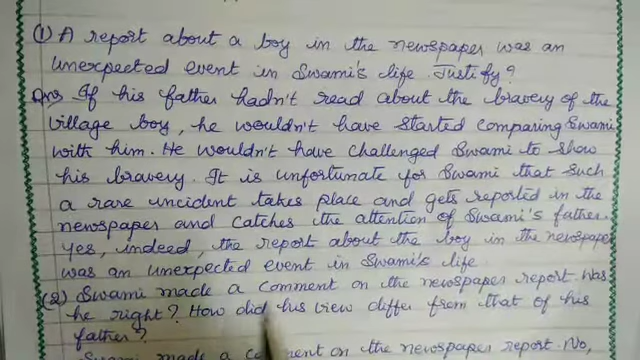 (1) A report about a boy in the newspaper was an
unexpected event in Swami's life. Justify?
Ans If his father hadn't read about the bravery of the
village boy, he wouldn't have started comparing Swami
with him. He wouldn't have challenged Swami to show
his bravery. It is unfortunate for Swami that such
a rare uncident takes place and gets reported in the
newspaper and catches the attention of Swami's father.
Yes, indeed, the report about the boy in the newspaper
was an unexpected event in Swami's life.
(2) Swami made a comment on the newspaper report. Was
he right? How did his view differ from that of his
father?
Swami made a comment on the newspaper report. No,